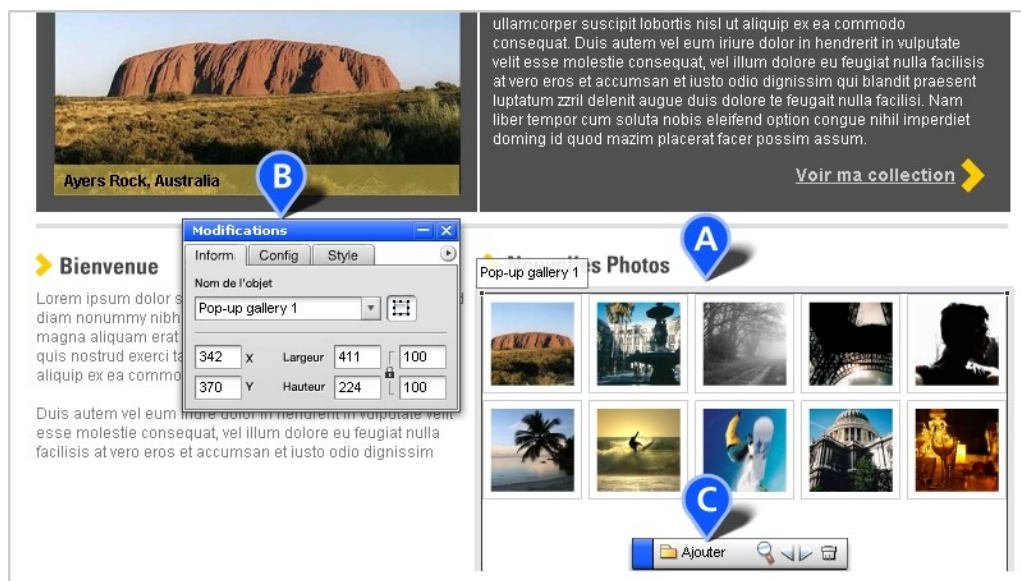 ullamcorper suscipit lobortis nisl ut aliquip ex ea commodo
consequat. Duis autem vel eum iriure dolor in hendrerit in vulputate
velit esse molestie consequat, vel illum dolore eu feugiat nulla facilisis
at vero eros et accumsan et iusto odio dignissim qui blandit praesent
luptatum zzril delenit augue duis dolore te feugait nulla facilisi. Nam
liber tempor cum soluta nobis eleifend option congue nihil imperdiet
doming id quod mazim placerat facer possim assum.
Voir ma collection
Ayers Rock, Australia
B
A
Modifications
Inform. Config Style
Nom de l'objet
Pop-up gallery 1
342 X Largeur 411 100
370 Y Hauteur 224 100
Bienvenue
Lorem ipsum dolor
diam nonummy nibh
magna aliquam erat
quis nostrud exerci
aliquip ex ea commo
Duis autem vel eum iriure dolor in hendrerit in vulputate velit
esse molestie consequat, vel illum dolore eu feugiat nulla
facilisis at vero eros et accumsan et iusto odio dignissim
Pop-up gallery 1
Photos
C
Ajouter